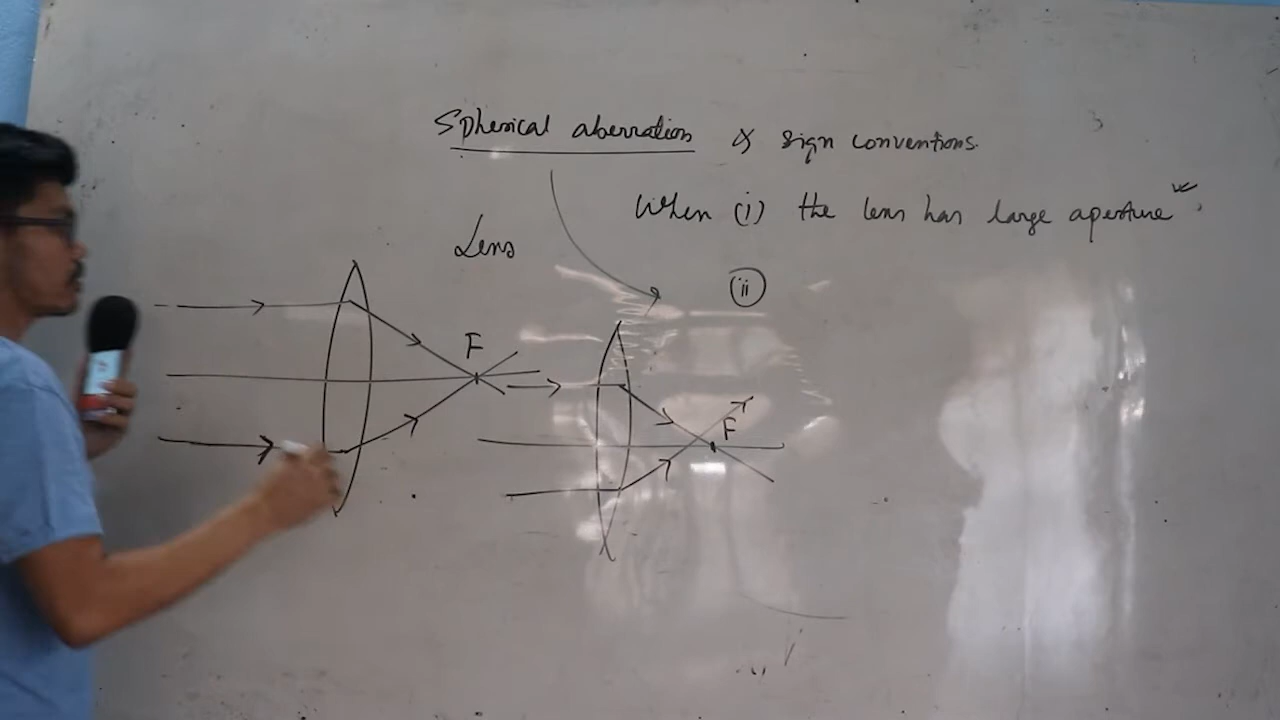 Spherical aberration & sign conventions.
When (i) the lens has large aperture
Lens
(ii)
F
F